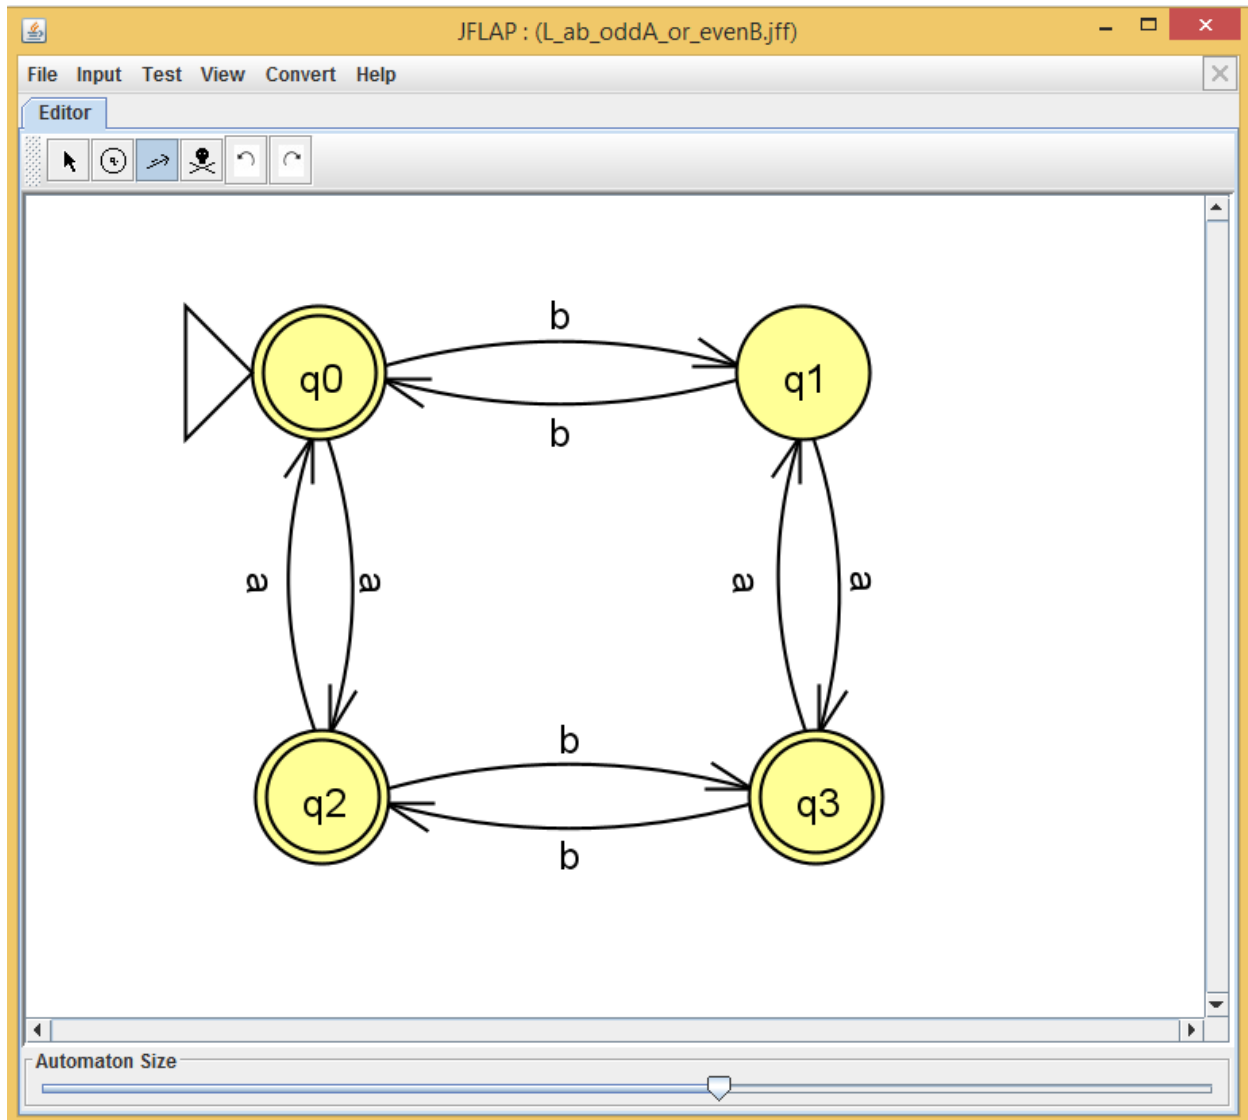 JFLAP : (L_ab_oddA_or_evenB.jff)
File Input Test View Convert Help
Editor
b
q0 q1
b
a a a a
b
q2 q3
b
Automaton Size